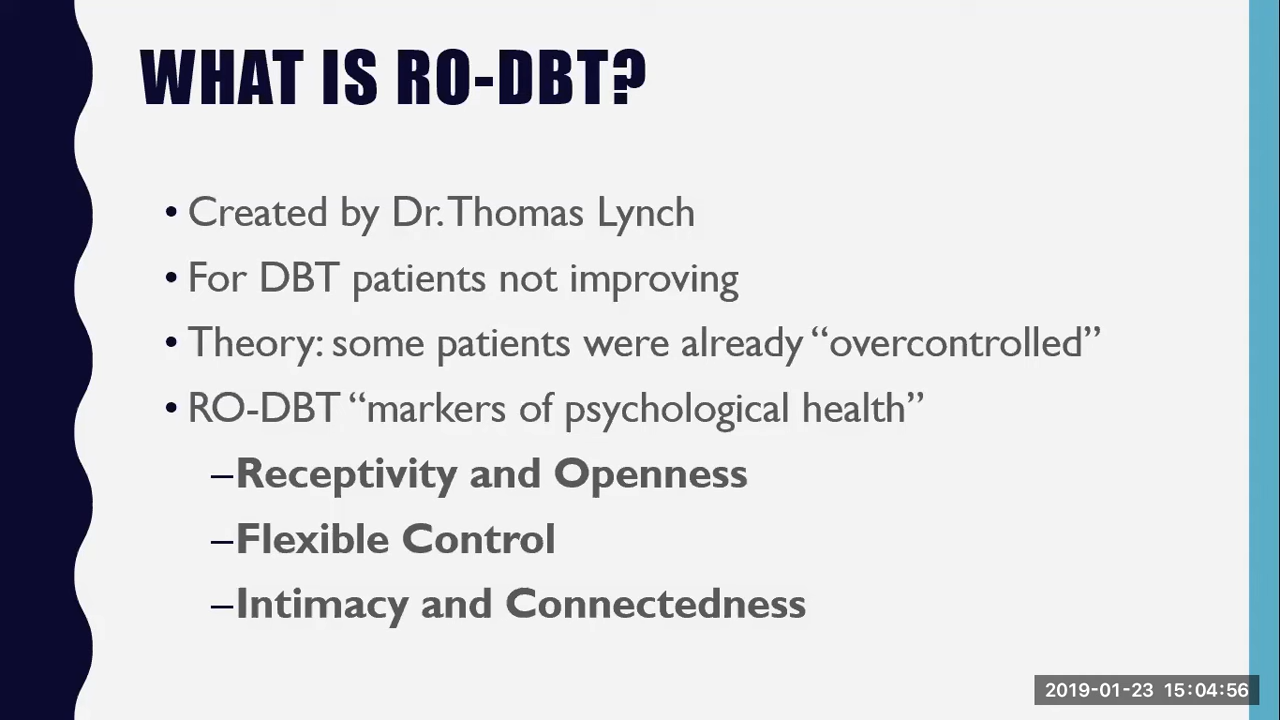 WHAT IS RO-DBT?
• Created by Dr. Thomas Lynch
• For DBT patients not improving
• Theory: some patients were already “overcontrolled”
• RO-DBT “markers of psychological health”
–Receptivity and Openness
–Flexible Control
–Intimacy and Connectedness
2019-01-23 15:04:56